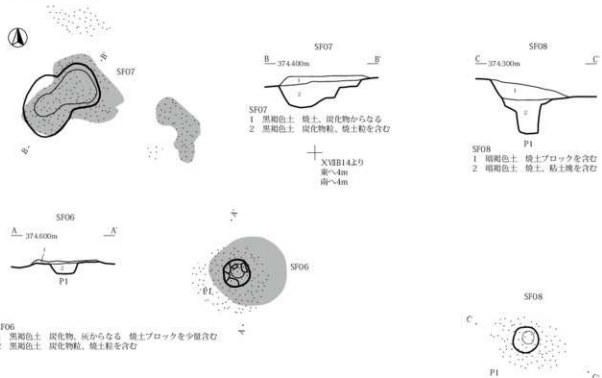 SF07
B'
B
SF07
B 374.400m B'
1
2
SF07
1 黒褐色土 焼土、炭化物からなる
2 黒褐色土 炭化物粒、焼土粒を含む
SF08
C 374.300m C'
1
2
P1
SF08
1 暗褐色土 焼土ブロックを含む
2 暗褐色土 焼土、粘土塊を含む
XⅦB14より
東へ4m
南へ4m
SF06
A 374.600m A'
1
2
P1
SF06
P1
SF06
黒褐色土 炭化物、灰からなる 焼土ブロックを少量含む
黒褐色土 炭化物粒、焼土粒を含む
SF08
C
P1
C'